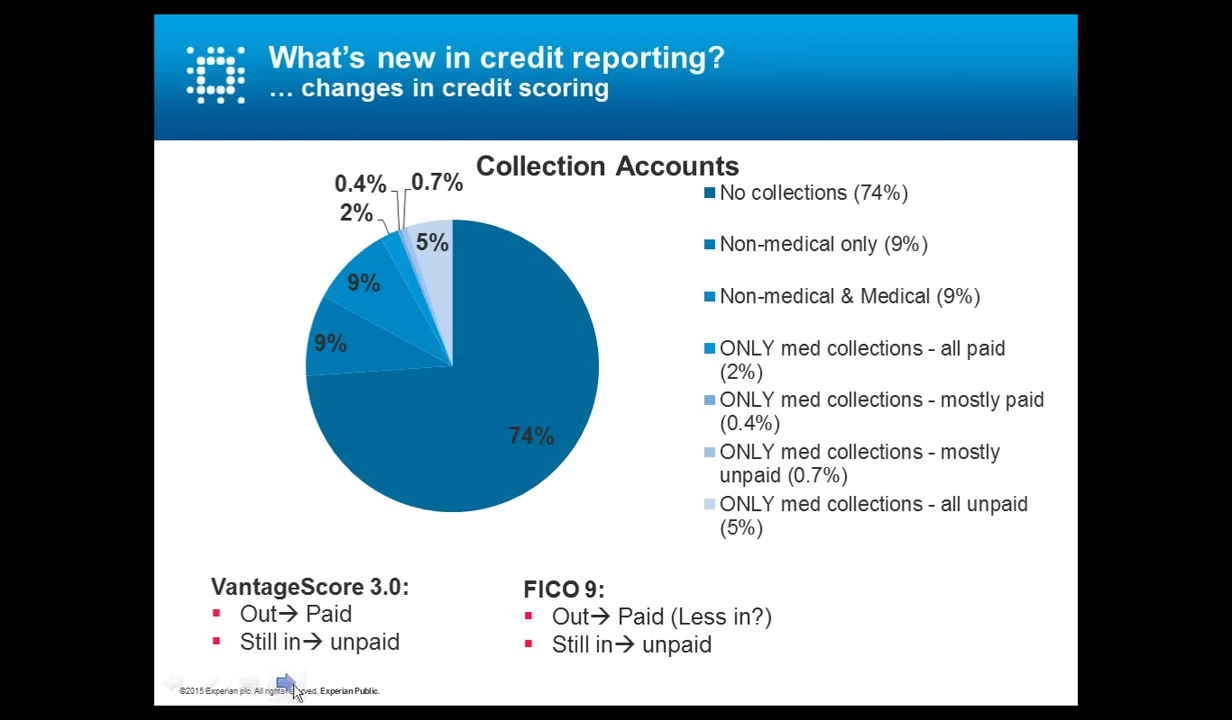 What's new in credit reporting?
… changes in credit scoring
Collection Accounts
0.4%
0.7%
2%
5%
9%
9%
74%
No collections (74%)
Non-medical only (9%)
Non-medical & Medical (9%)
ONLY med collections - all paid
(2%)
ONLY med collections - mostly paid
(0.4%)
ONLY med collections - mostly
unpaid (0.7%)
ONLY med collections - all unpaid
(5%)
VantageScore 3.0:
▪ Out→ Paid
▪ Still in→ unpaid
FICO 9:
▪ Out→ Paid (Less in?)
▪ Still in→ unpaid
©2015 Experian plc. All rights Experian Public.